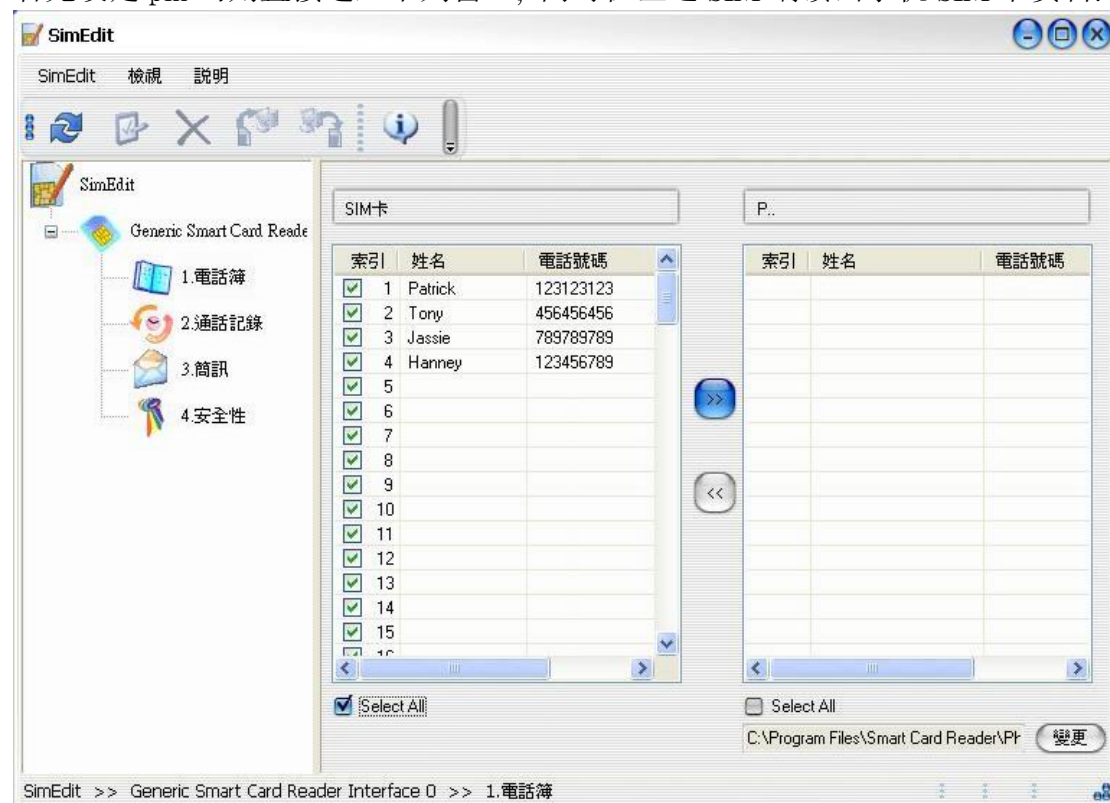 SimEdit
SimEdit 檢視 說明
SimEdit
Generic Smart Card Reade
1.電話簿
2.通話記錄
3.簡訊
4.安全性
SIM卡
索引 姓名 電話號碼
1 Patrick 123123123
2 Tony 456456456
3 Jassie 789789789
4 Hanney 123456789
5
6
7
8
9
10
11
12
13
14
15
Select All
>>
<<
P..
索引 姓名 電話號碼
Select All
C:\Program Files\Smart Card Reader\Ph
變更
SimEdit >> Generic Smart Card Reader Interface 0 >> 1.電話簿